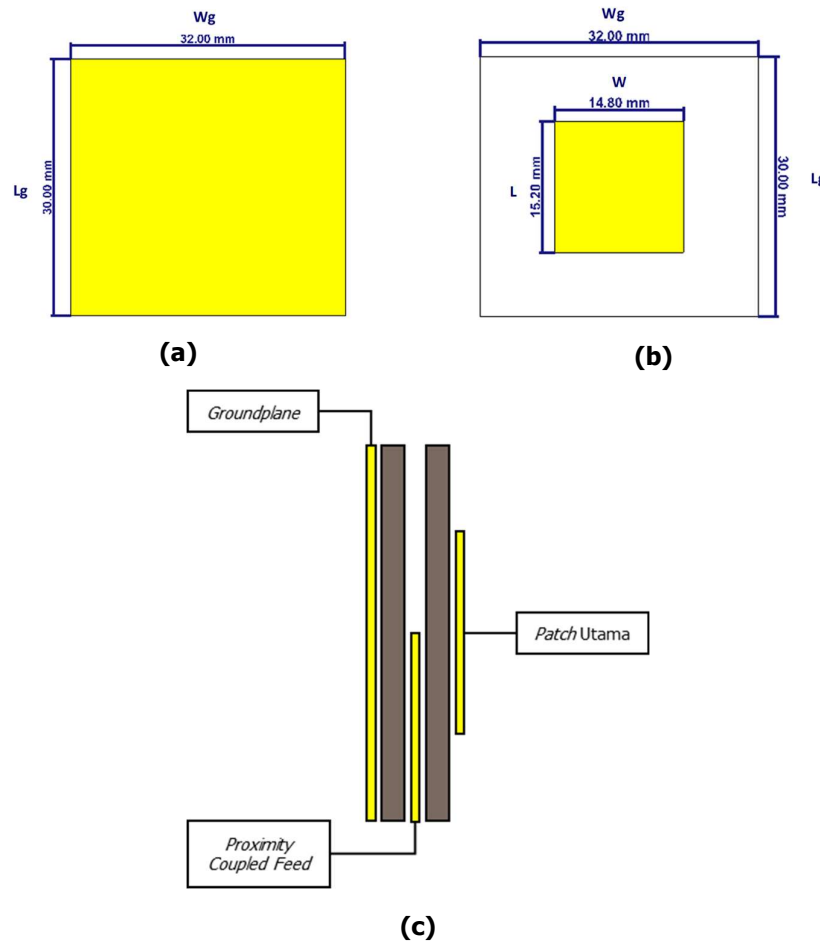 Wg
32.00 mm
Lg
30.00 mm
(a)
Wg
32.00 mm
W
14.80 mm
L
15.20 mm
30.00 mm
Lg
(b)
Groundplane
Patch Utama
Proximity
Coupled Feed
(c)